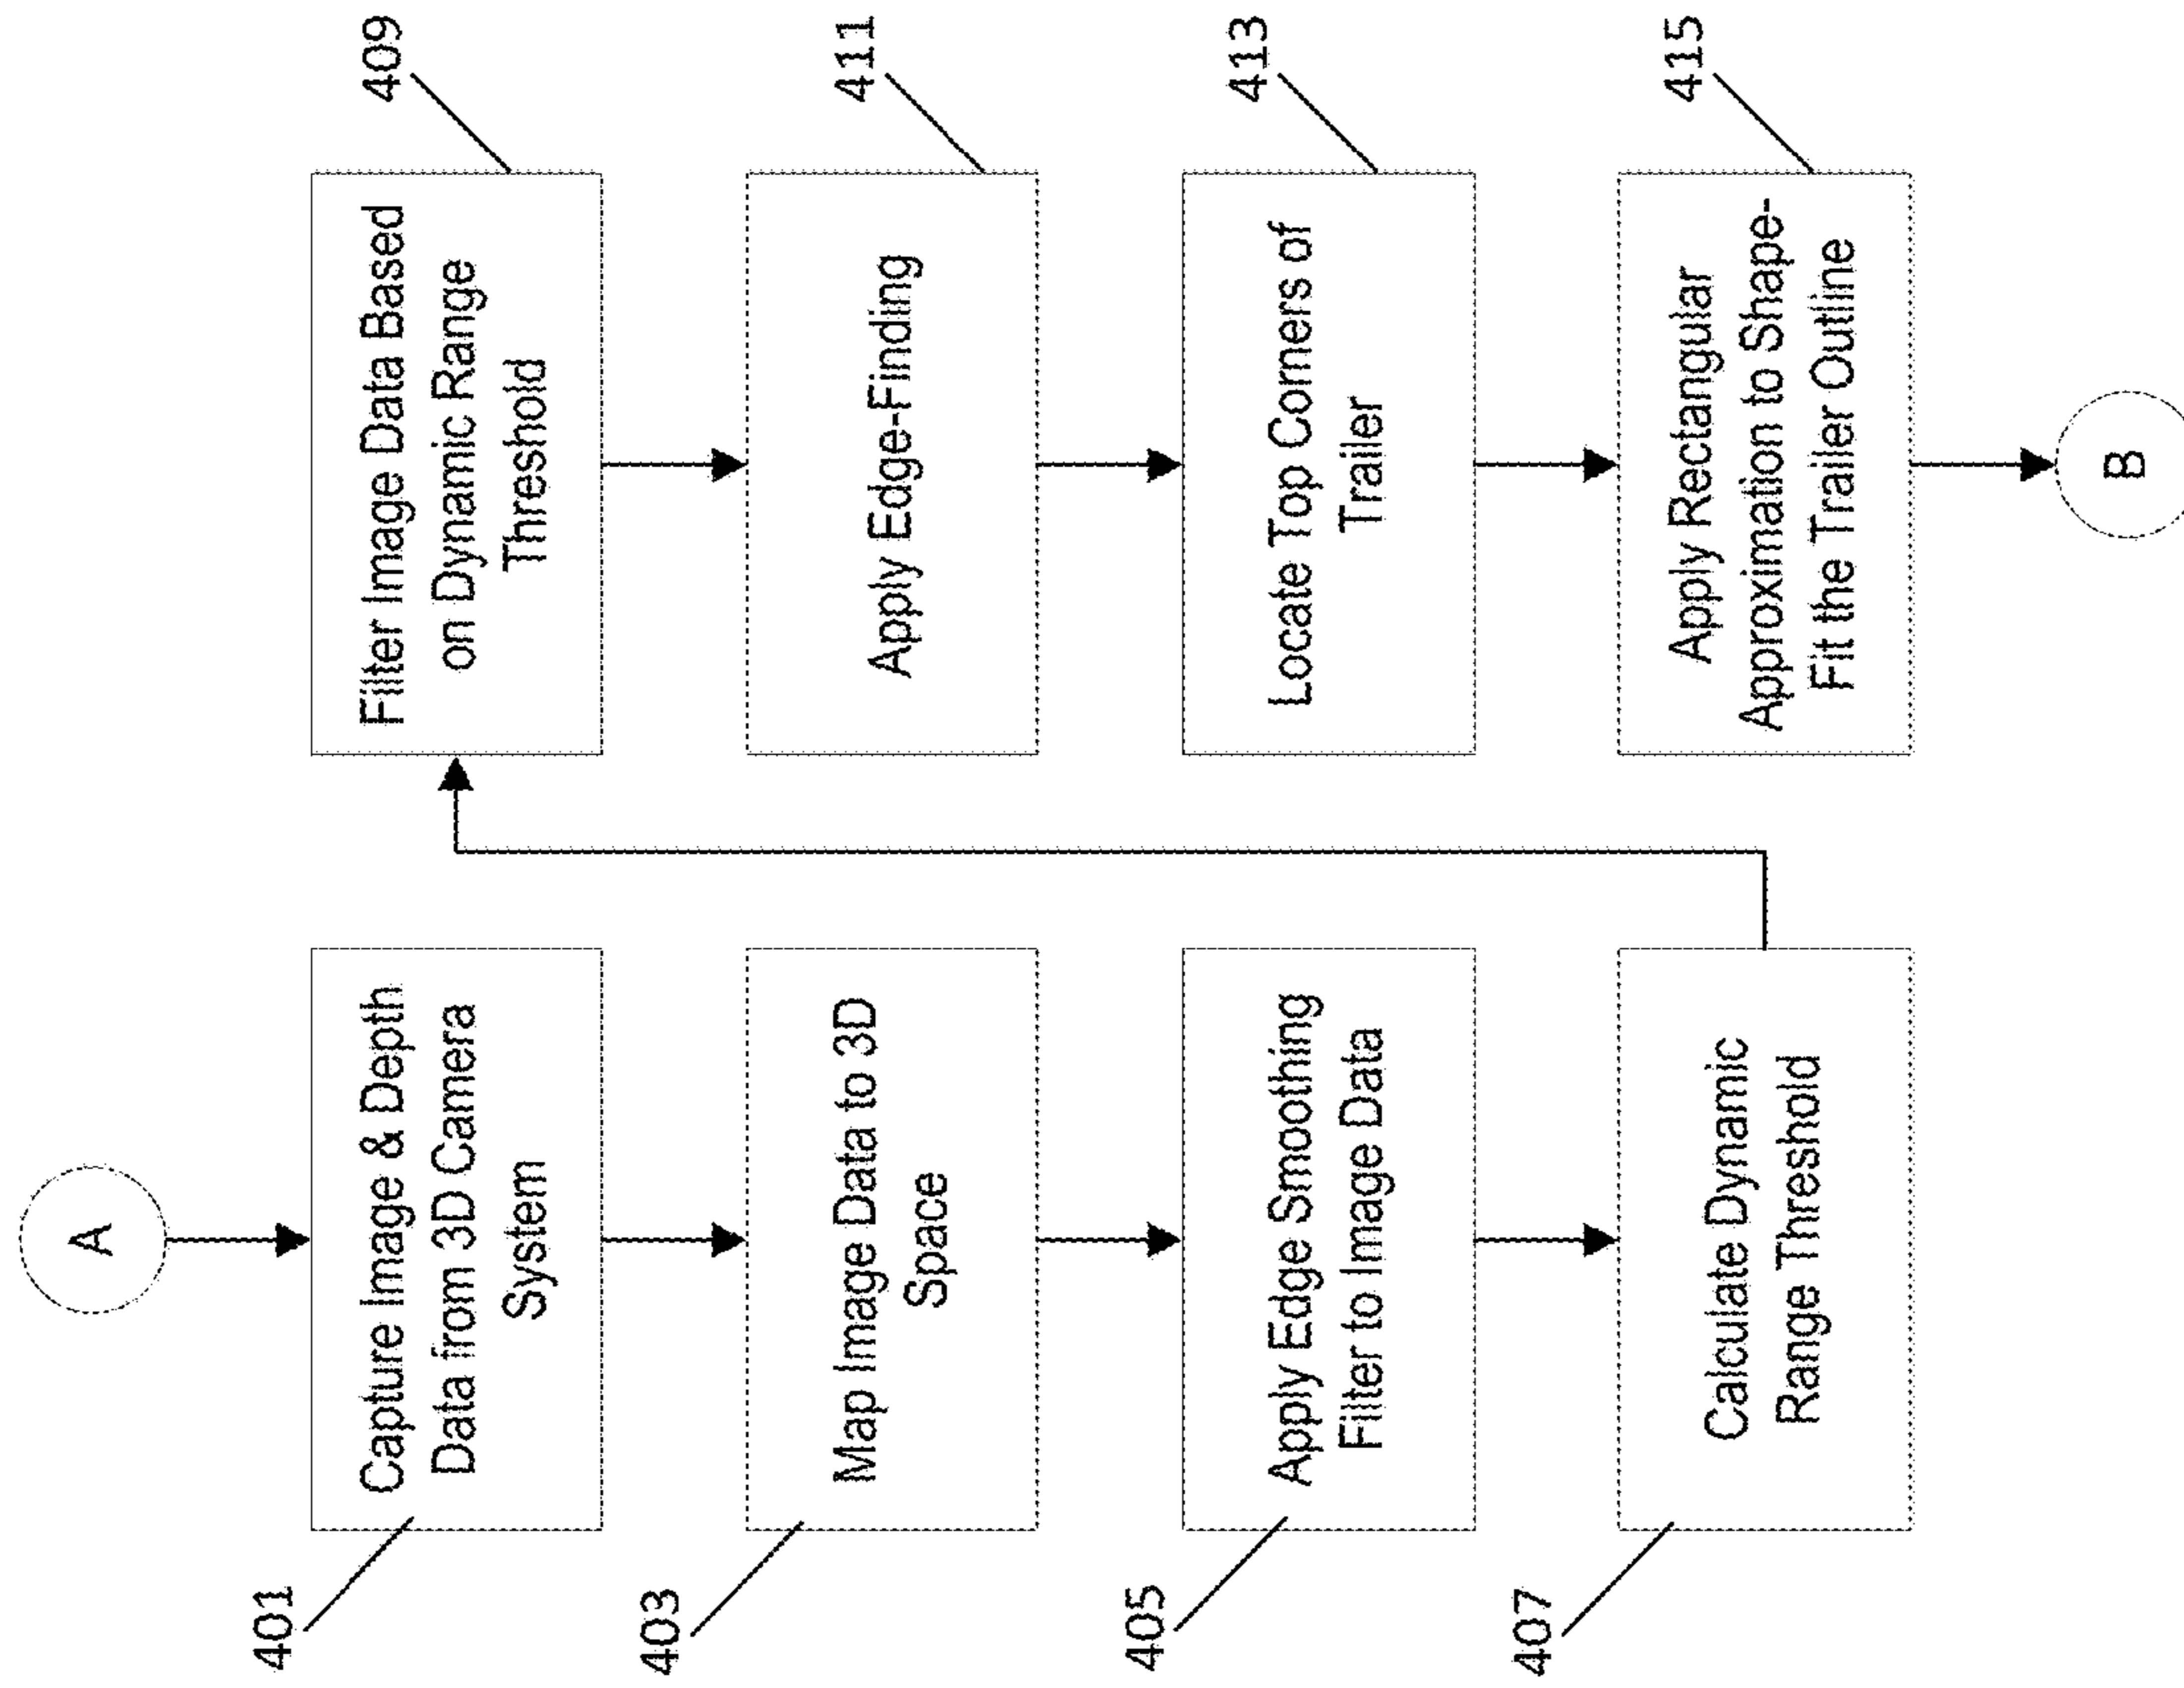 A
401
Capture Image & Depth
Data from 3D Camera
System
403
Map Image Data to 3D
Space
405
Apply Edge Smoothing
Filter to Image Data
407
Calculate Dynamic
Range Threshold
409
Filter Image Data Based
on Dynamic Range
Threshold
411
Apply Edge-Finding
413
Locate Top Corners of
Trailer
415
Apply Rectangular
Approximation to Shape-
Fit the Trailer Outline
B